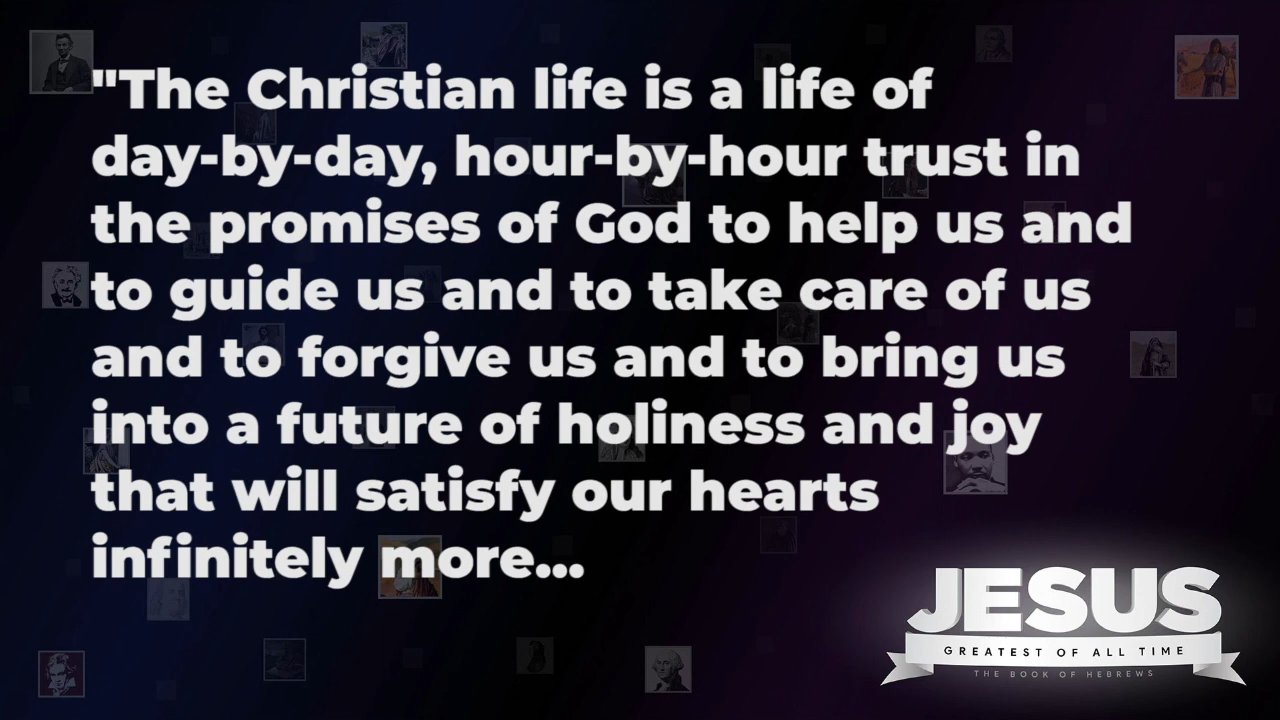 "The Christian life is a life of
day-by-day, hour-by-hour trust in
the promises of God to help us and
to guide us and to take care of us
and to forgive us and to bring us
into a future of holiness and joy
that will satisfy our hearts
infinitely more...
JESUS
GREATEST OF ALL TIME
THE BOOK OF HEBREWS